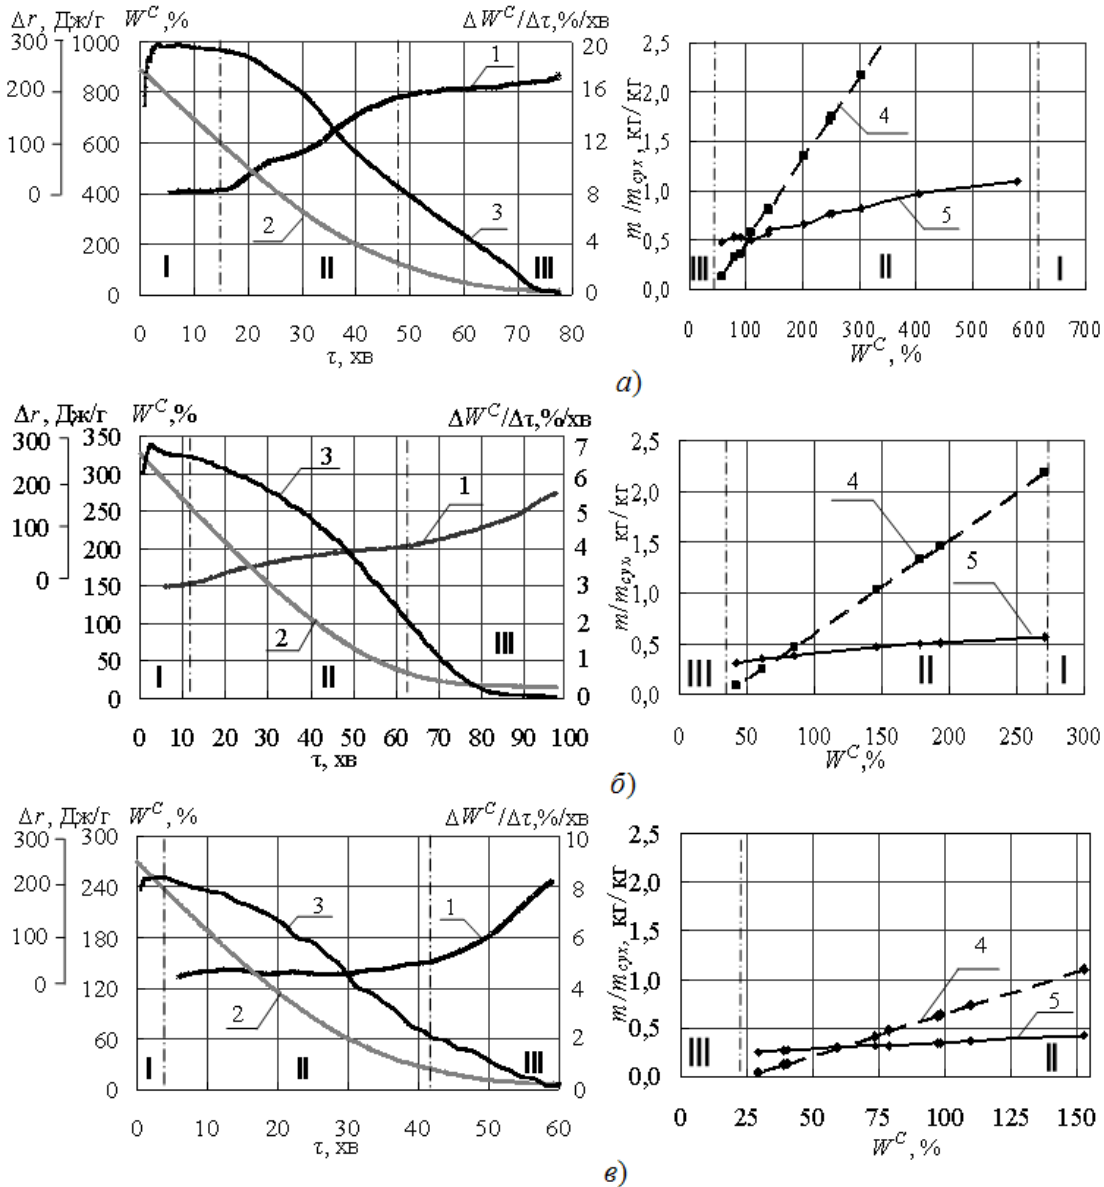 Δr, Дж/г W^C,% ΔW^C/Δτ,%/хв
300 1000 20 2,5
1
200 800 16 2,0
4
100 600 12 1,5
m/m_сух, кг/кг
0 400 8 1,0
2 3 5
200 4 0,5
I II III III II I
0 0 0,0
0 10 20 30 40 50 60 70 78 0 100 200 300 400 500 600 700
τ, хв W^C, %
а)
Δr, Дж/г W^C,% ΔW^C/Δτ,%/хв
300 350 7 2,5
3
300 6 4
200 1 2,0
250 5
100 200 4 1,5
m/m_сух, кг/кг
0 150 3 1,0
5
100 2
2 0,5
50 III 1
I II III II I
0 0 0,0
0 10 20 30 40 50 60 70 80 90 100 0 50 100 150 200 250 300
τ, хв W^C,%
б)
Δr, Дж/г W^C,% ΔW^C/Δτ,%/хв
300 300 10 2,5
200 240 8 2,0
3 1
100 180 6 1,5
4
m/m_сух, кг/кг
0 120 4 1,0
2 5
60 2 0,5
I II III III II
0 0 0,0
0 10 20 30 40 50 60 0 25 50 75 100 125 150
τ, хв W^C, %
в)